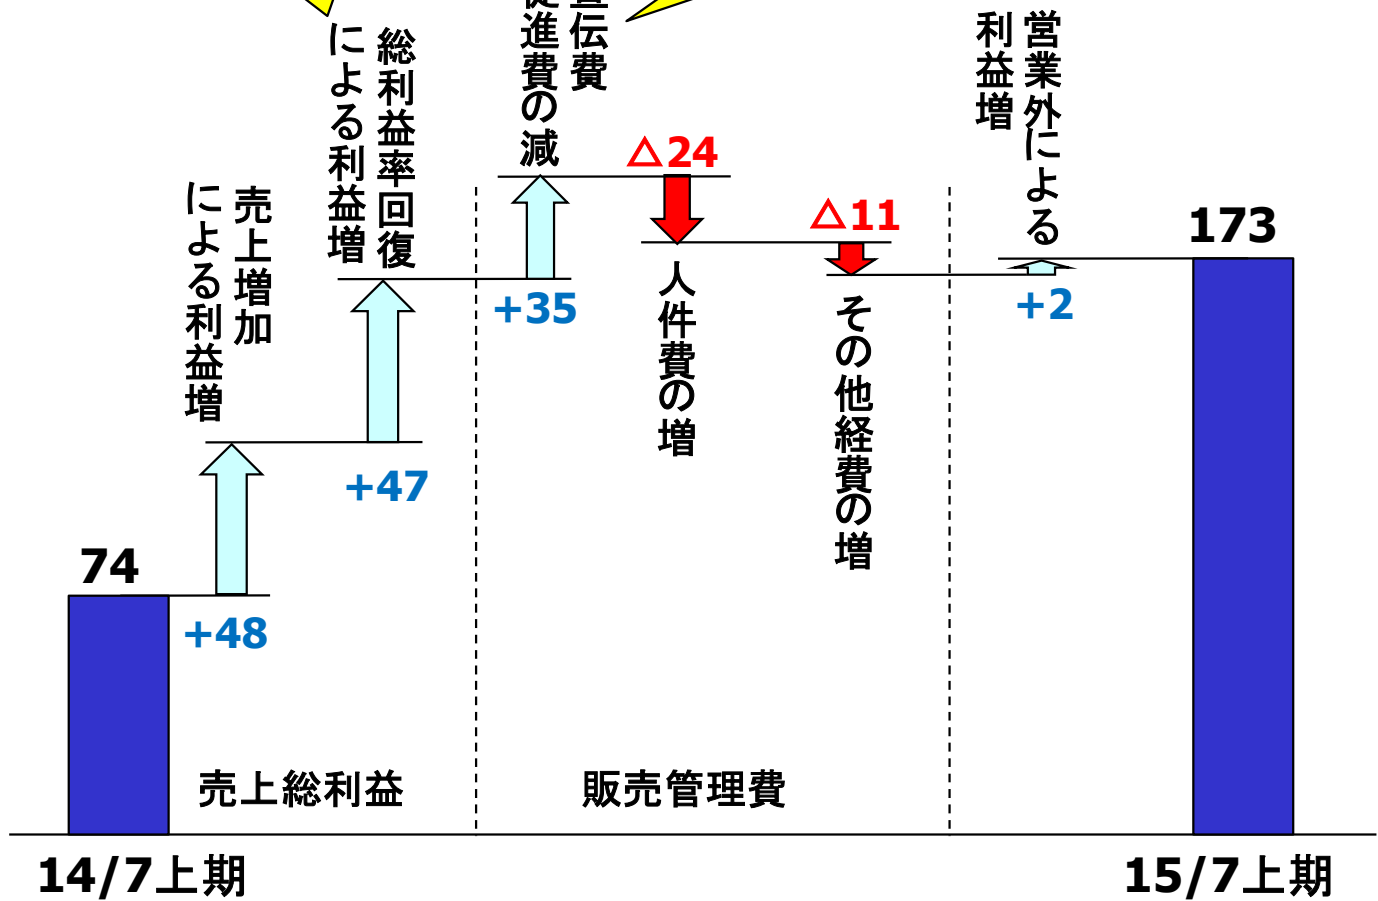 売上増加
による利益増
総利益率回復
による利益増
伝費
進費の減
営業外による
利益増
△24
△11
173
+35
+2
人件費の増
その他経費の増
+47
74
+48
売上総利益
販売管理費
14/7上期
15/7上期